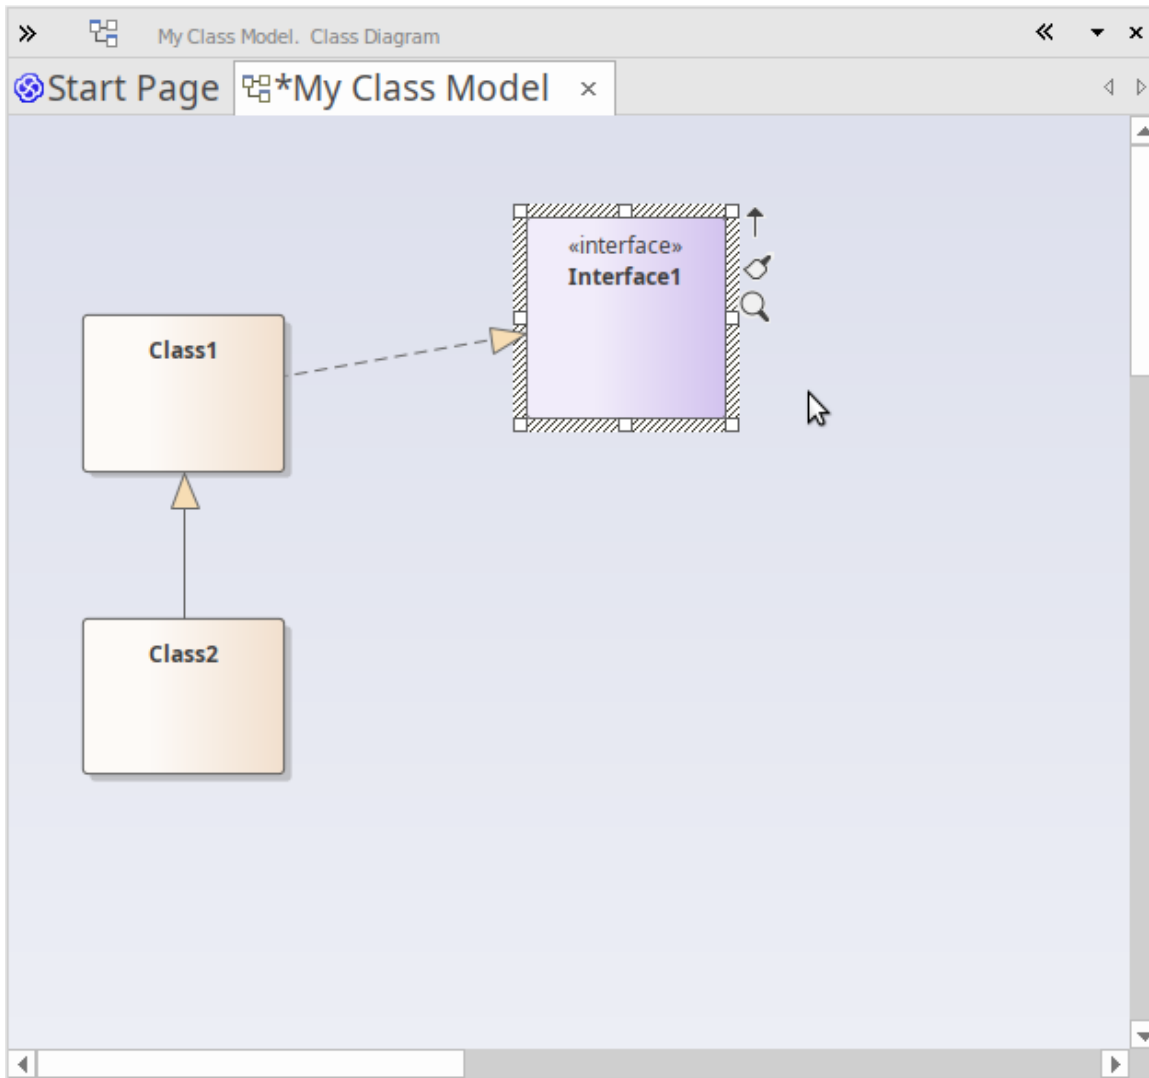 My Class Model.  Class Diagram
Start Page
*My Class Model
«interface»
Interface1
Class1
Class2